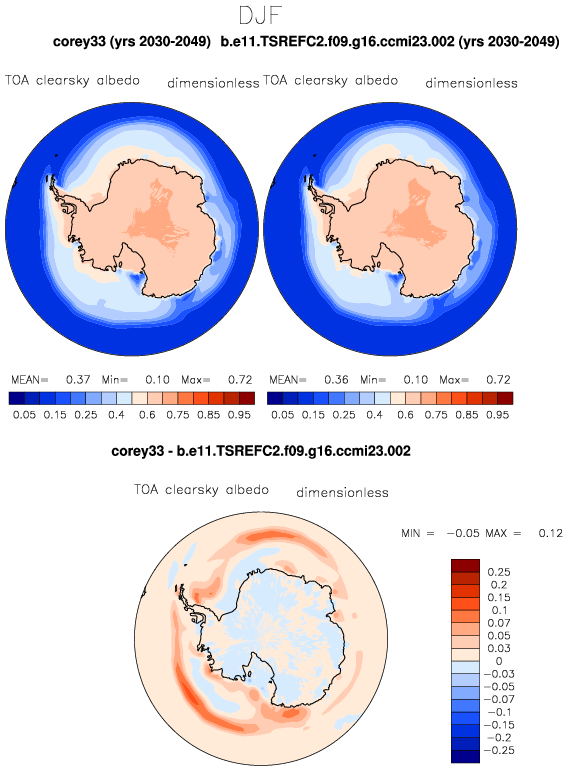 DJF
corey33 (yrs 2030-2049) b.e11.TSREFC2.f09.g16.ccmi23.002 (yrs 2030-2049)
TOA clearsky albedo dimensionless TOA clearsky albedo dimensionless
MEAN= 0.37 Min= 0.10 Max= 0.72 MEAN= 0.36 Min= 0.10 Max= 0.72
0.05 0.15 0.25 0.4 0.6 0.75 0.85 0.95 0.05 0.15 0.25 0.4 0.6 0.75 0.85 0.95
corey33 - b.e11.TSREFC2.f09.g16.ccmi23.002
TOA clearsky albedo dimensionless
MIN = -0.05 MAX = 0.12
0.25
0.2
0.15
0.1
0.07
0.05
0.03
0
-0.03
-0.05
-0.07
-0.1
-0.15
-0.2
-0.25